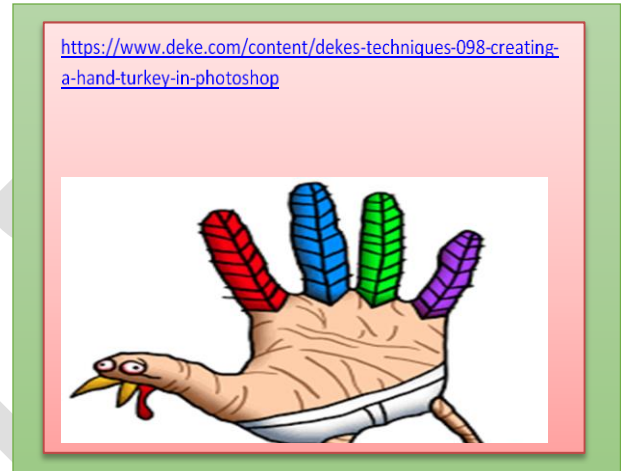 https://www.deke.com/content/dekes-techniques-098-creating-
a-hand-turkey-in-photoshop